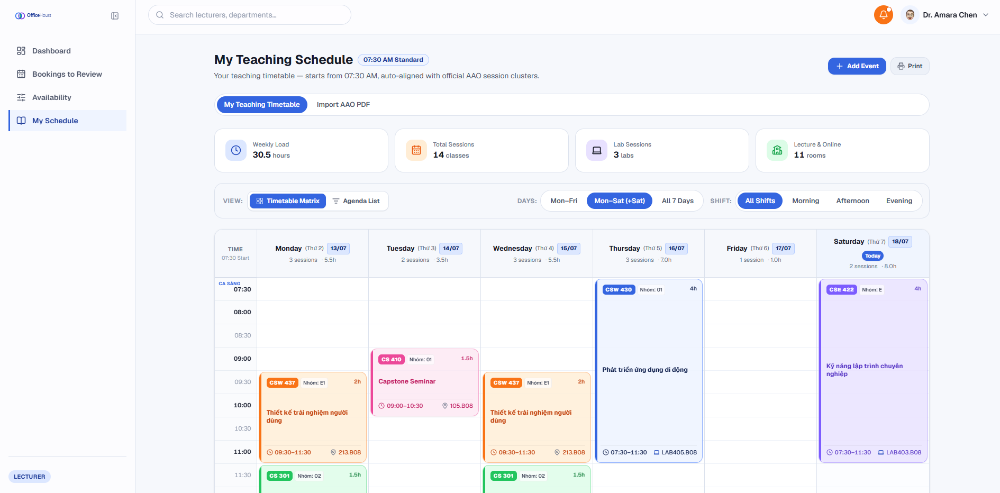 OfficeHours
Search lecturers, departments...
Dr. Amara Chen
Dashboard
Bookings to Review
Availability
My Schedule
LECTURER
My Teaching Schedule 07:30 AM Standard
Your teaching timetable — starts from 07:30 AM, auto-aligned with official AAO session clusters.
Add Event
Print
My Teaching Timetable
Import AAO PDF
Weekly Load
30.5 hours
Total Sessions
14 classes
Lab Sessions
3 labs
Lecture & Online
11 rooms
VIEW: Timetable Matrix Agenda List
DAYS: Mon–Fri Mon–Sat (+Sat) All 7 Days
SHIFT: All Shifts Morning Afternoon Evening
TIME
07:30 Start
Monday (Thứ 2) 13/07
3 sessions · 5.5h
Tuesday (Thứ 3) 14/07
2 sessions · 3.5h
Wednesday (Thứ 4) 15/07
3 sessions · 5.5h
Thursday (Thứ 5) 16/07
3 sessions · 7.0h
Friday (Thứ 6) 17/07
1 session · 1.0h
Saturday (Thứ 7) 18/07
Today
2 sessions · 8.0h
CA SÁNG
07:30
08:00
08:30
09:00
09:30
10:00
10:30
11:00
11:30
CSW 437 Nhóm: E1 2h
Thiết kế trải nghiệm người
dùng
09:30–11:30 213.B08
CS 301 Nhóm: 02 1.5h
CS 410 Nhóm: 01 1.5h
Capstone Seminar
09:00–10:30 105.B08
CSW 437 Nhóm: E1 2h
Thiết kế trải nghiệm người
dùng
09:30–11:30 213.B08
CS 301 Nhóm: 02 1.5h
CSW 430 Nhóm: 01 4h
Phát triển ứng dụng di động
07:30–11:30 LAB405.B08
CSE 422 Nhóm: E 4h
Kỹ năng lập trình chuyên
nghiệp
07:30–11:30 LAB403.B08